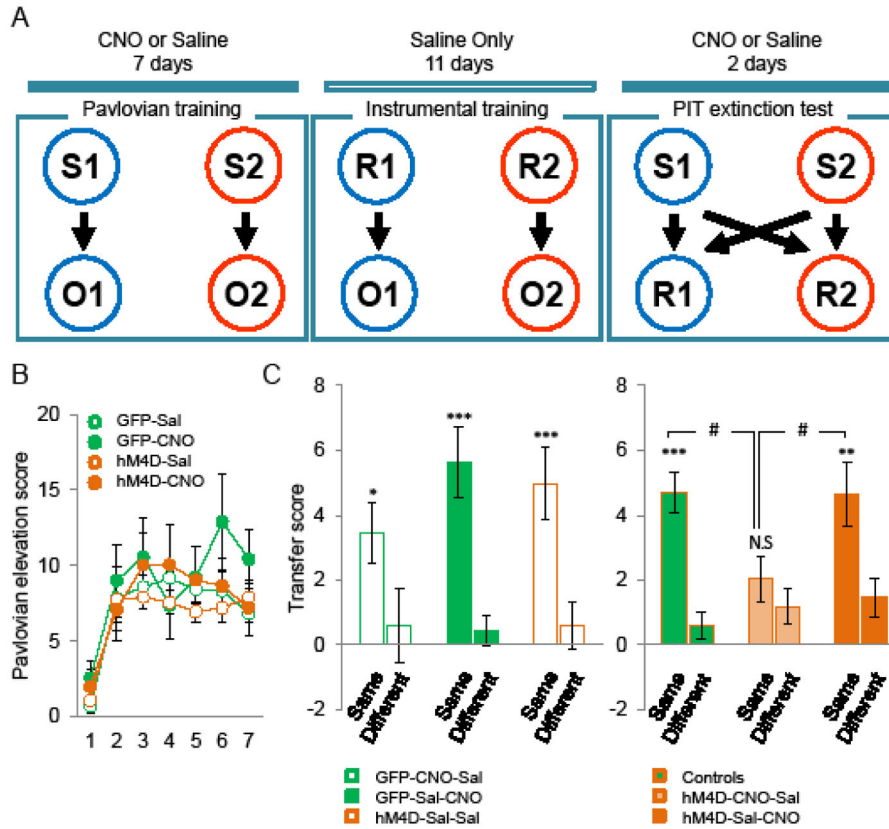 A
CNO or Saline
7 days
Saline Only
11 days
CNO or Saline
2 days
Pavlovian training
Instrumental training
PIT extinction test
S1
S2
R1
R2
S1
S2
O1
O2
O1
O2
R1
R2
B
Pavlovian elevation score
20
15
10
5
0
GFP-Sal
GFP-CNO
hM4D-Sal
hM4D-CNO
1 2 3 4 5 6 7
C
Transfer score
8
6
4
2
0
-2
*
***
***
Same Different Same Different Same Different
GFP-CNO-Sal
GFP-Sal-CNO
hM4D-Sal-Sal
8
6
4
2
0
-2
# #
***
N.S
**
Same Different Same Different Same Different
Controls
hM4D-CNO-Sal
hM4D-Sal-CNO